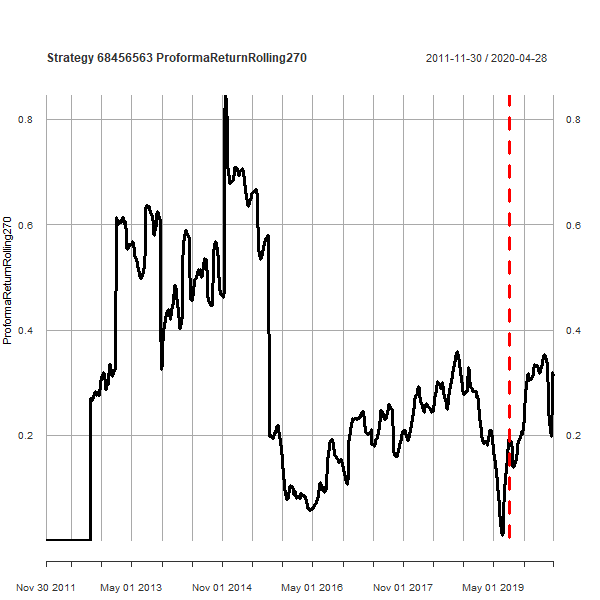 Strategy 68456563 ProformaReturnRolling270
2011-11-30 / 2020-04-28
0.8
0.8
0.6
0.6
0.4
0.4
0.2
0.2
ProformaReturnRolling270
Nov 30 2011
May 01 2013
Nov 01 2014
May 01 2016
Nov 01 2017
May 01 2019